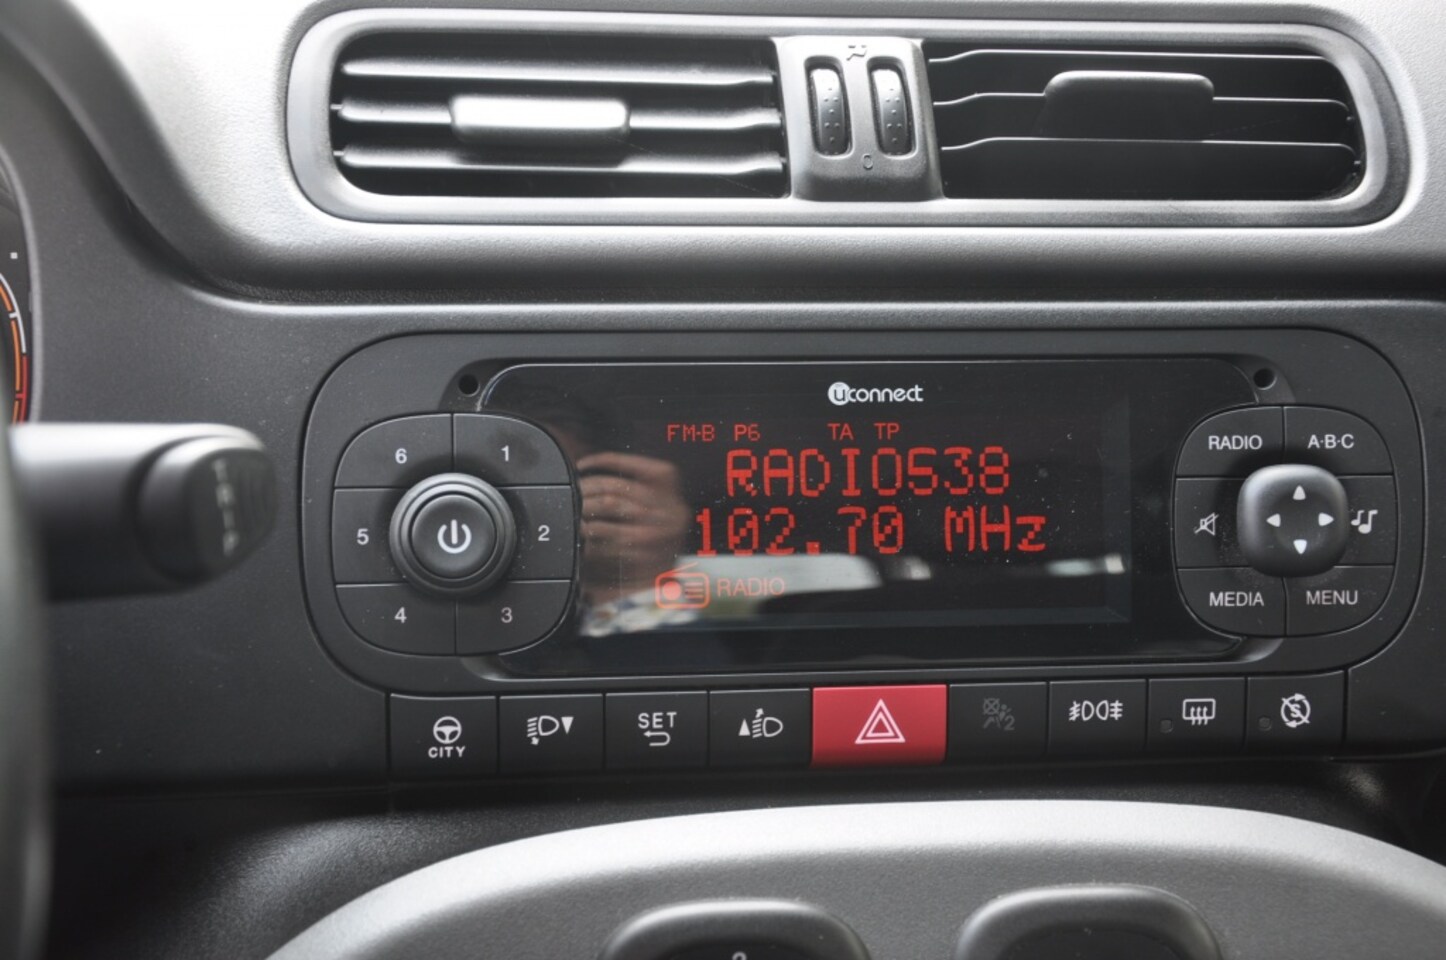 uconnect
FM-B P6 TA TP
RADIO538
102.70 MHz
RADIO
6
1
5
2
4
3
RADIO
A·B·C
MEDIA
MENU
CITY
SET
2